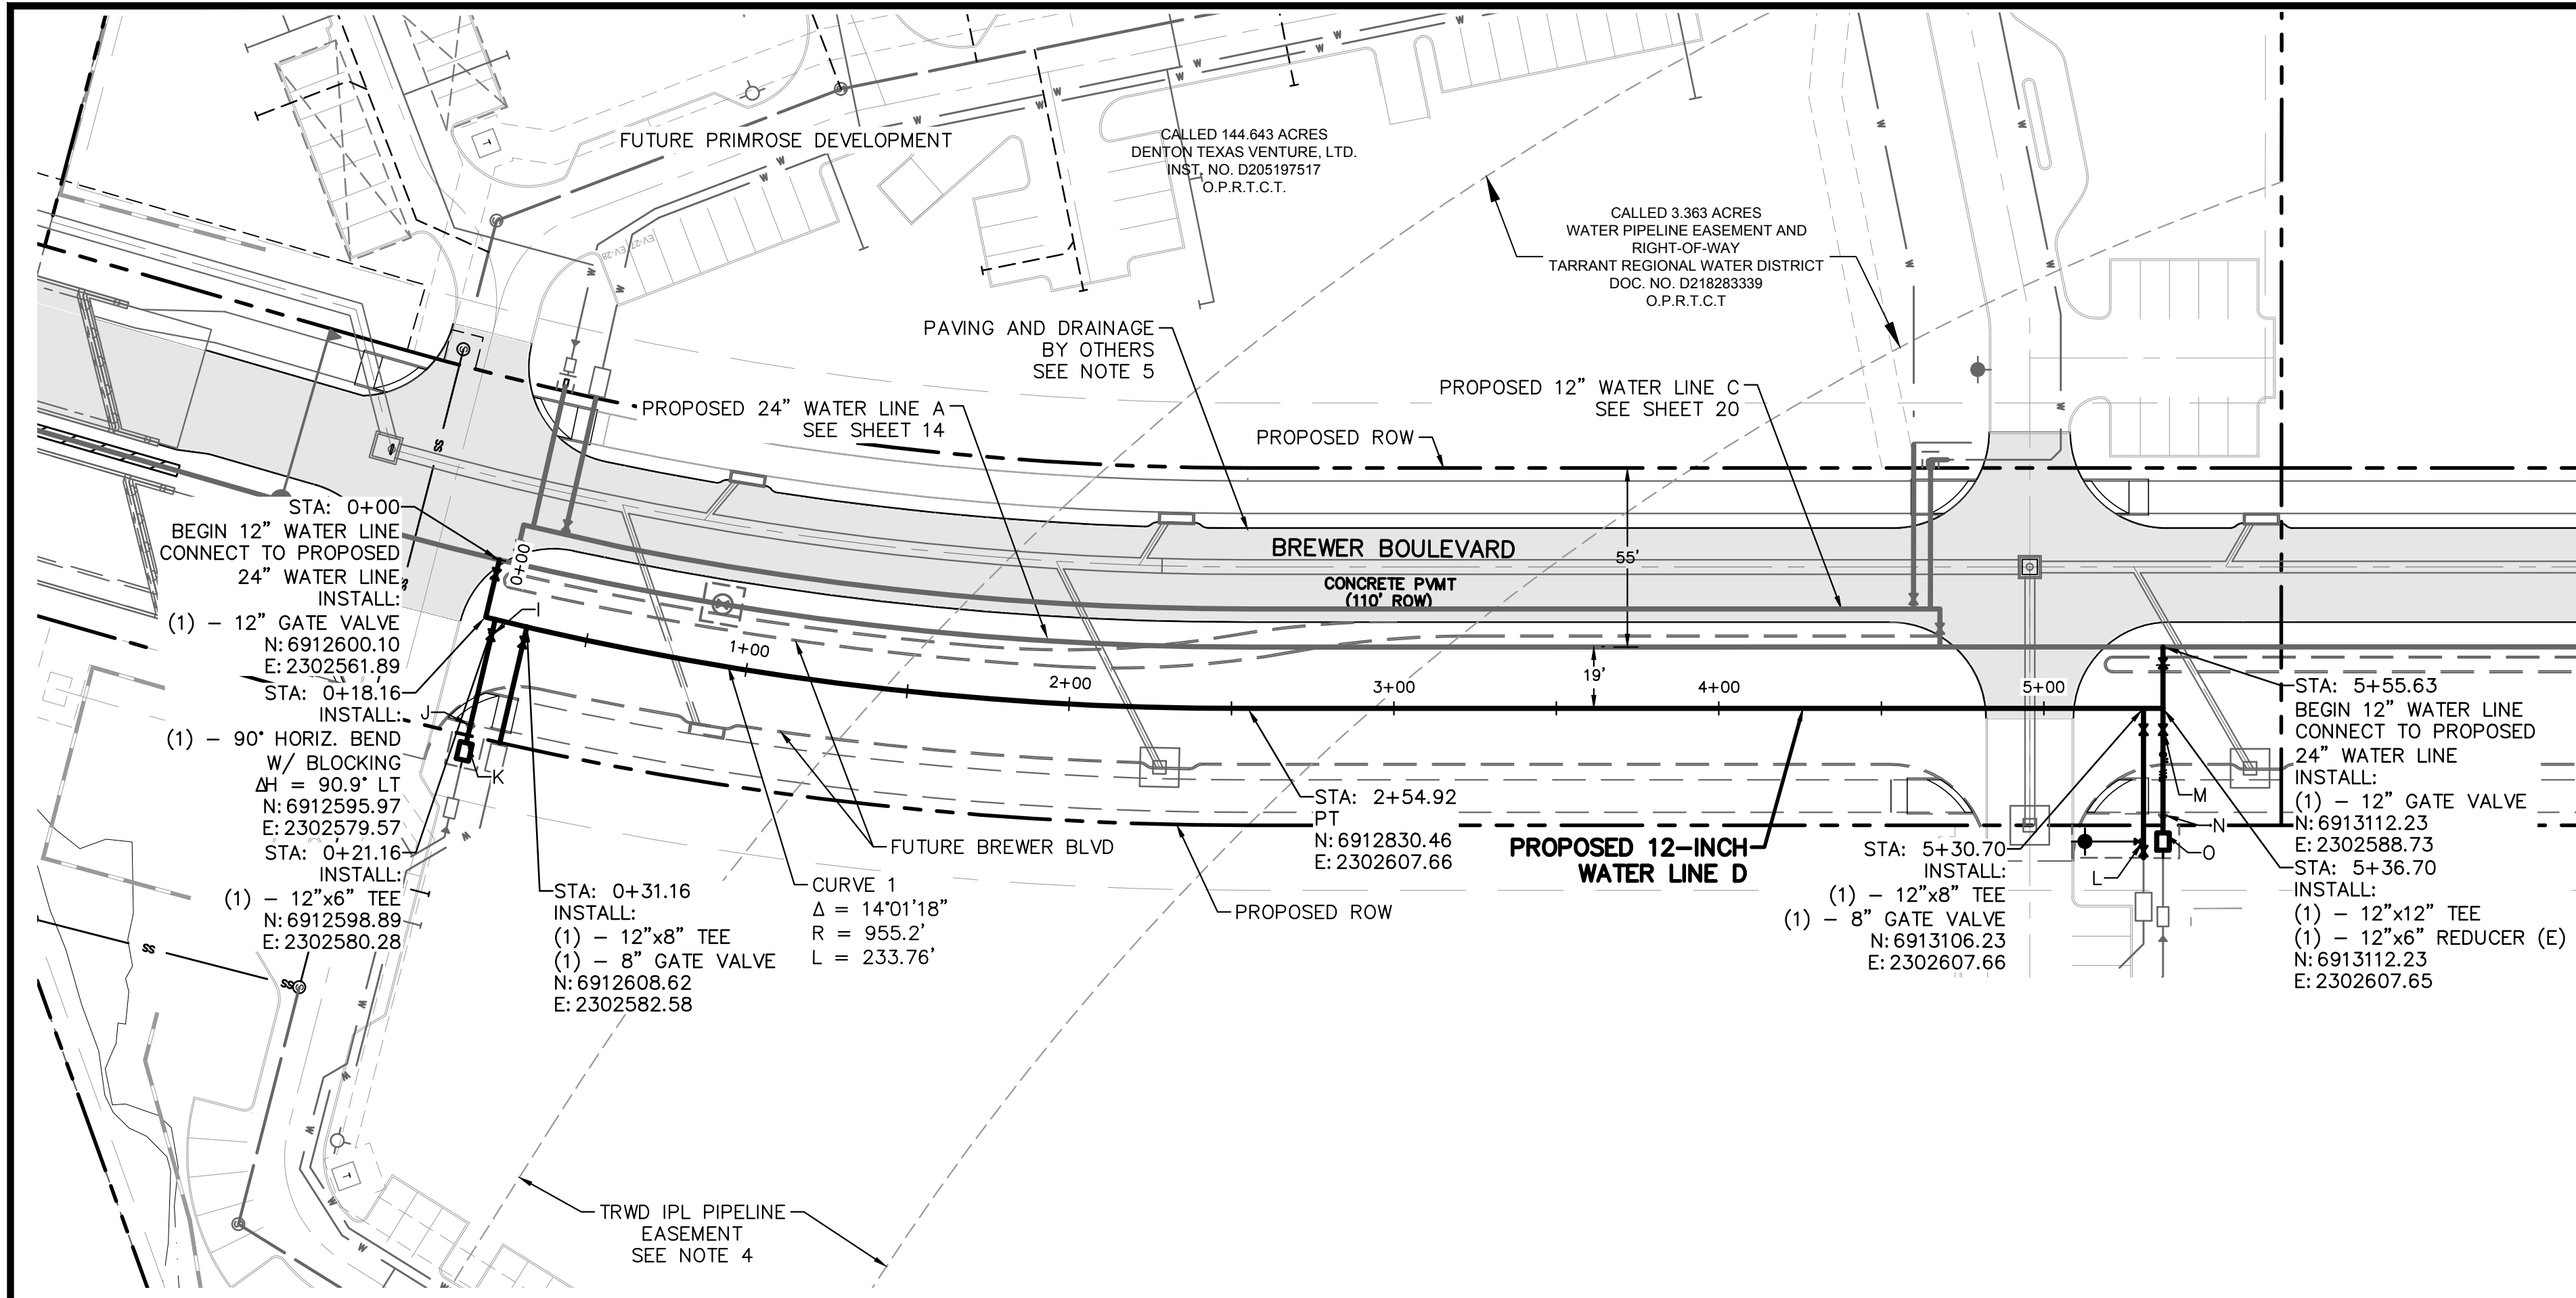 FUTURE PRIMROSE DEVELOPMENT
CALLED 144.643 ACRES
DENTON TEXAS VENTURE, LTD.
INST. NO. D205197517
O.P.R.T.C.T.
CALLED 3.363 ACRES
WATER PIPELINE EASEMENT AND
RIGHT-OF-WAY
TARRANT REGIONAL WATER DISTRICT
DOC. NO. D218283339
O.P.R.T.C.T
PAVING AND DRAINAGE
BY OTHERS
SEE NOTE 5
PROPOSED 24" WATER LINE A
SEE SHEET 14
PROPOSED 12" WATER LINE C
SEE SHEET 20
PROPOSED ROW
BREWER BOULEVARD
CONCRETE PVMT
(110' ROW)
55'
19'
0+00
1+00
2+00
3+00
4+00
5+00
STA: 0+00
BEGIN 12" WATER LINE
CONNECT TO PROPOSED
24" WATER LINE
INSTALL:
(1) – 12" GATE VALVE
N: 6912600.10
E: 2302561.89
STA: 0+18.16
INSTALL:
(1) – 90° HORIZ. BEND
W/ BLOCKING
ΔH = 90.9° LT
N: 6912595.97
E: 2302579.57
STA: 0+21.16
INSTALL:
(1) – 12"x6" TEE
N: 6912598.89
E: 2302580.28
I
J
K
STA: 0+31.16
INSTALL:
(1) – 12"x8" TEE
(1) – 8" GATE VALVE
N: 6912608.62
E: 2302582.58
CURVE 1
Δ = 14°01'18"
R = 955.2'
L = 233.76'
FUTURE BREWER BLVD
STA: 2+54.92
PT
N: 6912830.46
E: 2302607.66
PROPOSED 12-INCH
WATER LINE D
PROPOSED ROW
STA: 5+30.70
INSTALL:
(1) – 12"x8" TEE
(1) – 8" GATE VALVE
N: 6913106.23
E: 2302607.66
L
M
N
O
STA: 5+55.63
BEGIN 12" WATER LINE
CONNECT TO PROPOSED
24" WATER LINE
INSTALL:
(1) – 12" GATE VALVE
N: 6913112.23
E: 2302588.73
STA: 5+36.70
INSTALL:
(1) – 12"x12" TEE
(1) – 12"x6" REDUCER (E)
N: 6913112.23
E: 2302607.65
TRWD IPL PIPELINE
EASEMENT
SEE NOTE 4
SS
SS
SS
T
T